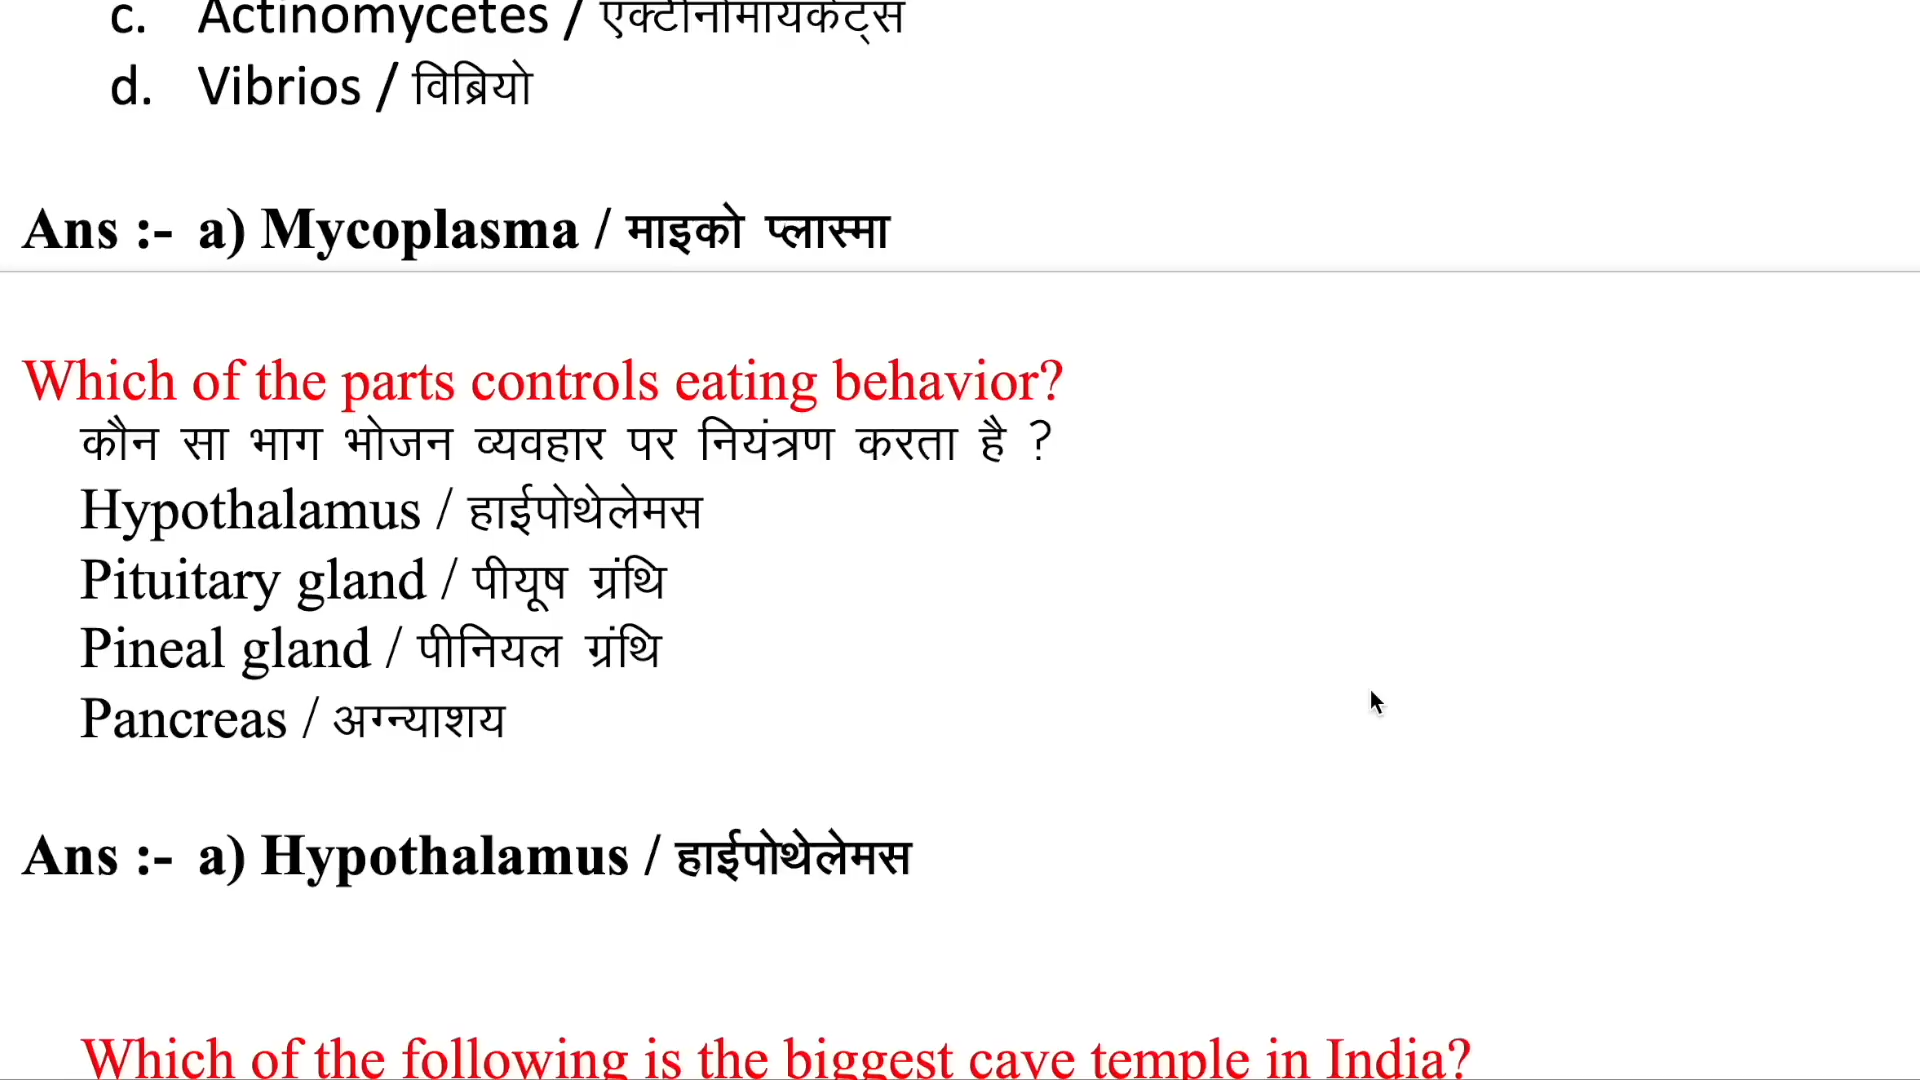 c. Actinomycetes / एक्टीनोमायकेट्स
d. Vibrios / विब्रियो
Ans :- a) Mycoplasma / माइको प्लास्मा
Which of the parts controls eating behavior?
कौन सा भाग भोजन व्यवहार पर नियंत्रण करता है ?
Hypothalamus / हाईपोथेलेमस
Pituitary gland / पीयूष ग्रंथि
Pineal gland / पीनियल ग्रंथि
Pancreas / अग्न्याशय
Ans :- a) Hypothalamus / हाईपोथेलेमस
Which of the following is the biggest cave temple in India?